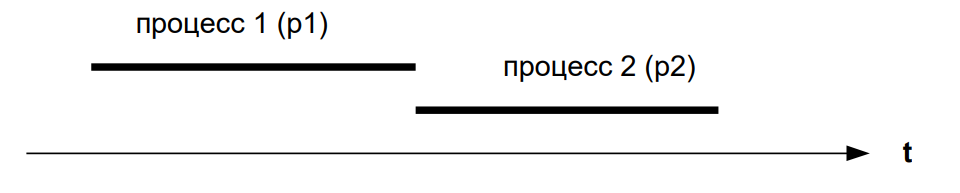 процесс 1 (p1)
процесс 2 (p2)
t